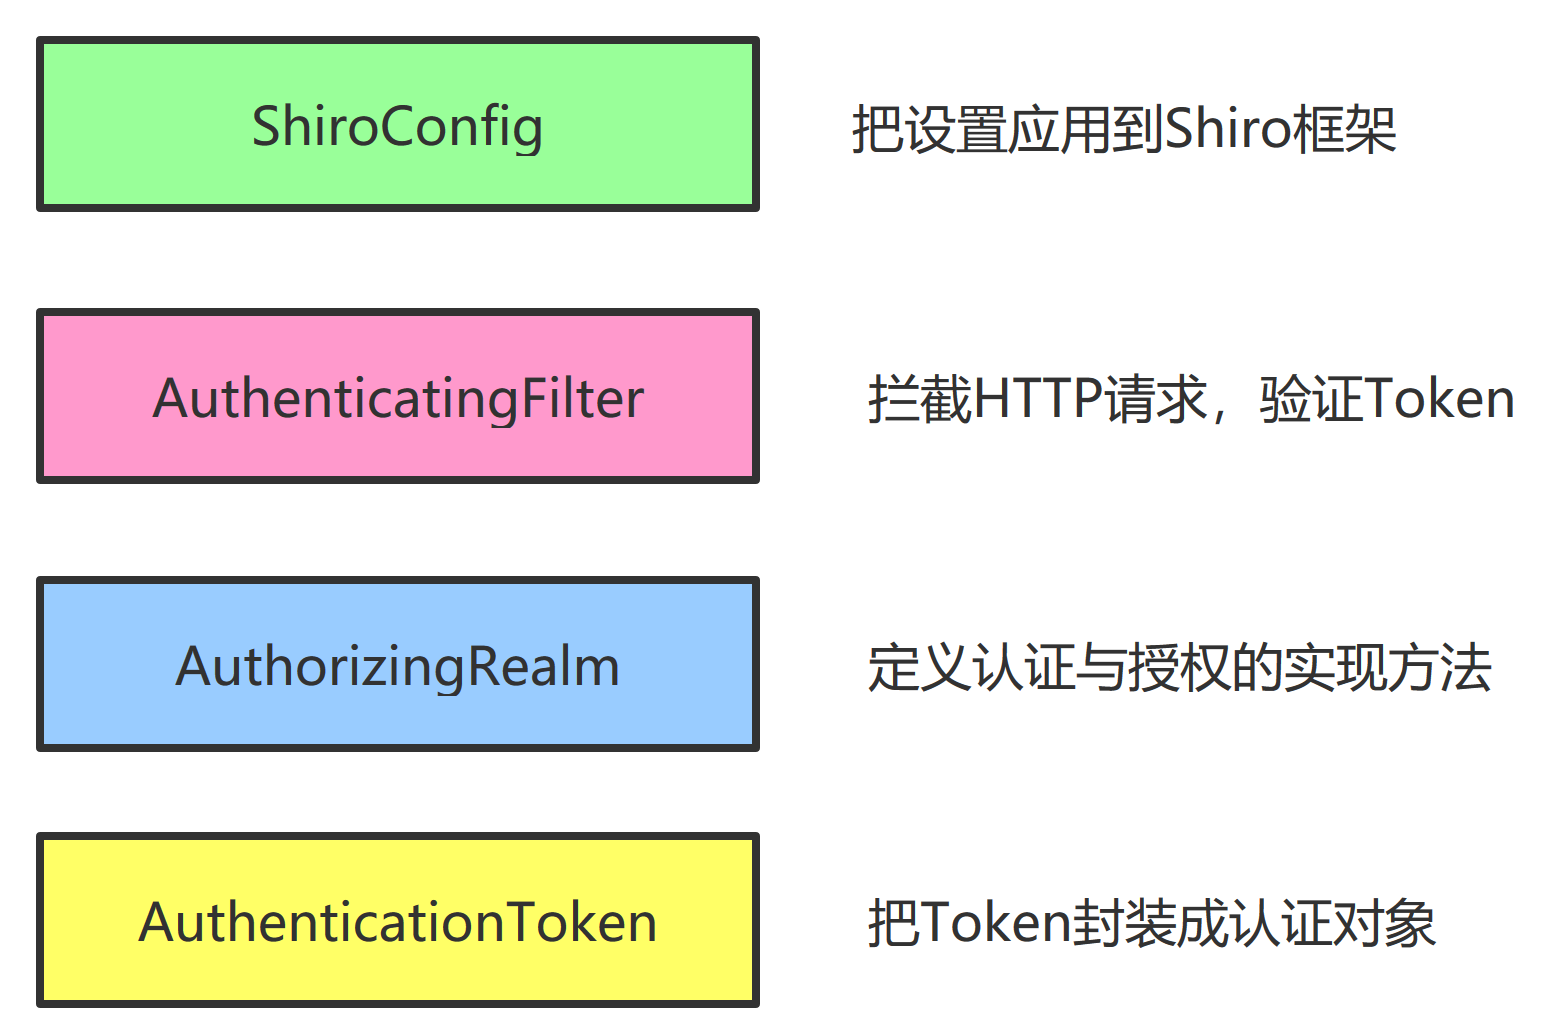 ShiroConfig
把设置应用到Shiro框架
AuthenticatingFilter
拦截HTTP请求，验证Token
AuthorizingRealm
定义认证与授权的实现方法
AuthenticationToken
把Token封装成认证对象